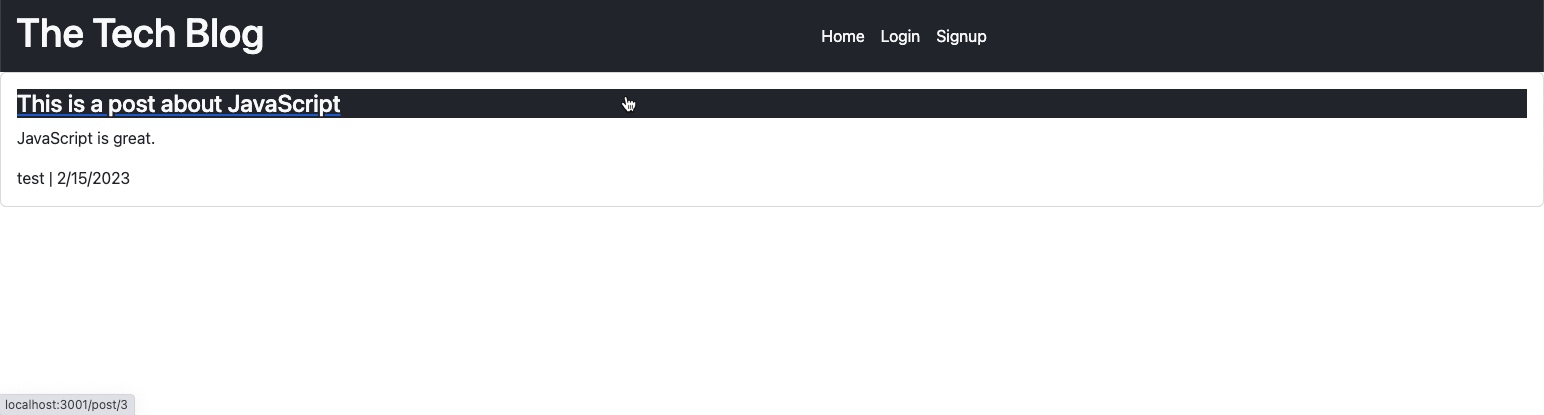 The Tech Blog
Home Login Signup
This is a post about JavaScript
JavaScript is great.
test | 2/15/2023
localhost:3001/post/3